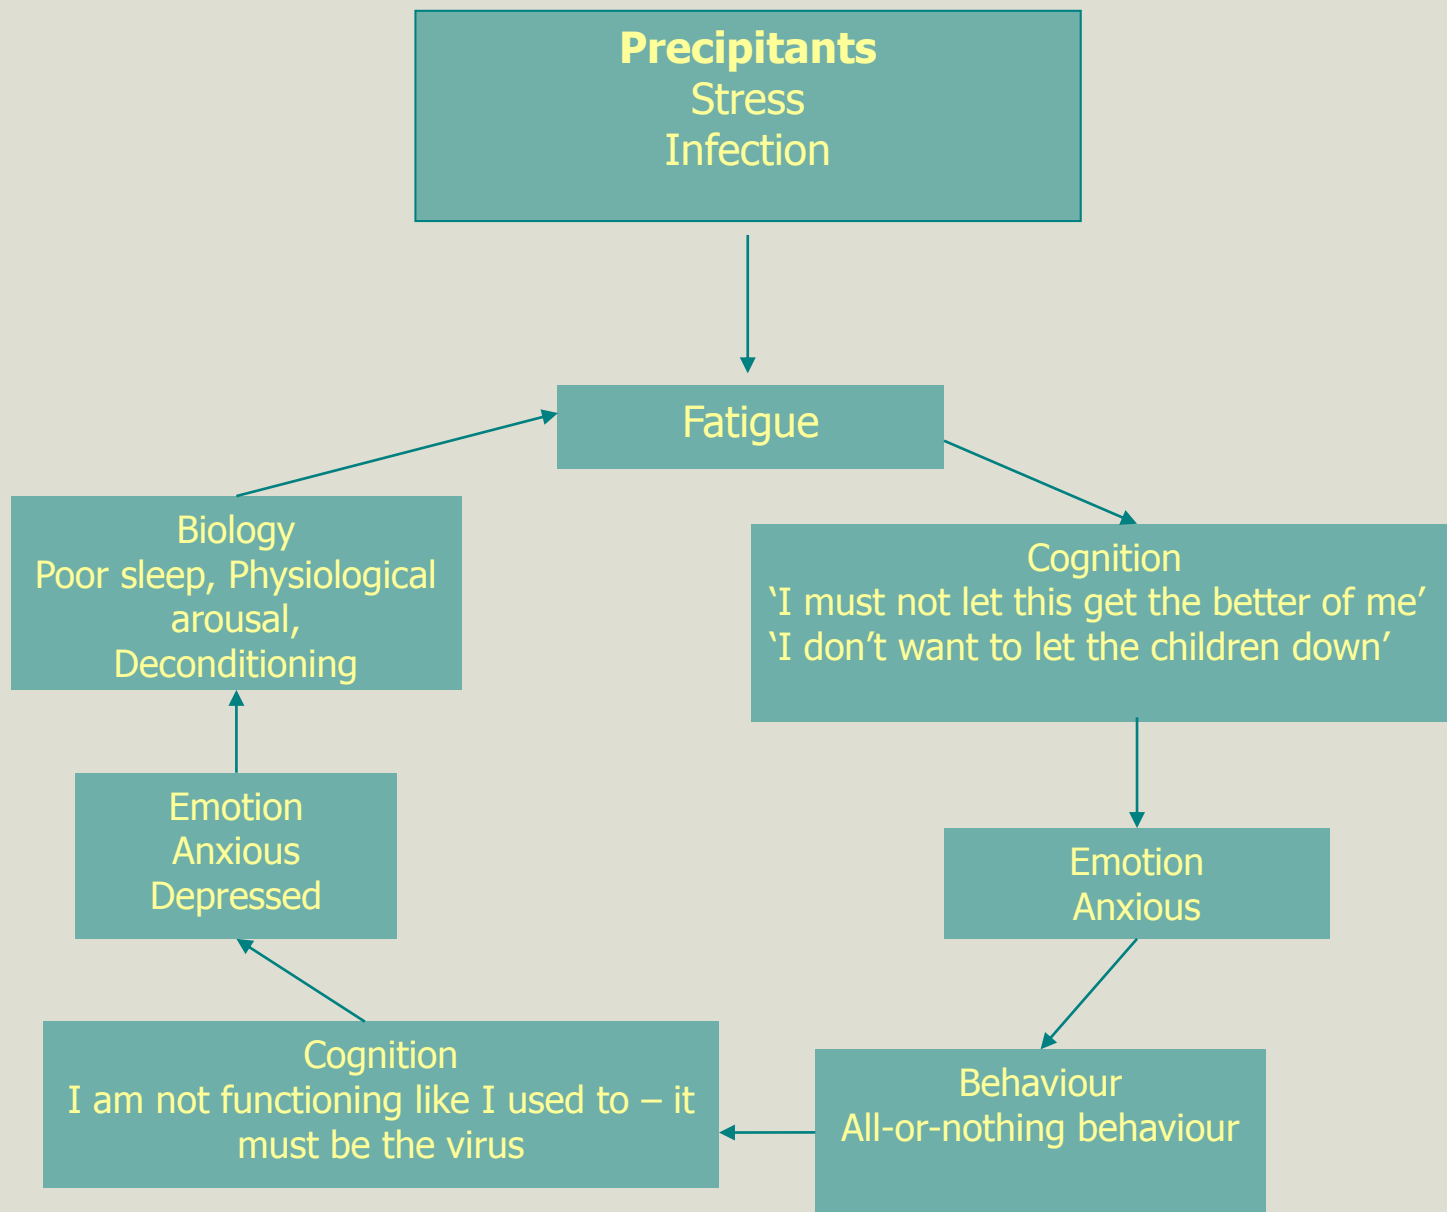 Precipitants
Stress
Infection
Fatigue
Biology
Poor sleep, Physiological
arousal,
Deconditioning
Cognition
‘I must not let this get the better of me’
‘I don’t want to let the children down’
Emotion
Anxious
Depressed
Emotion
Anxious
Cognition
I am not functioning like I used to – it
must be the virus
Behaviour
All-or-nothing behaviour